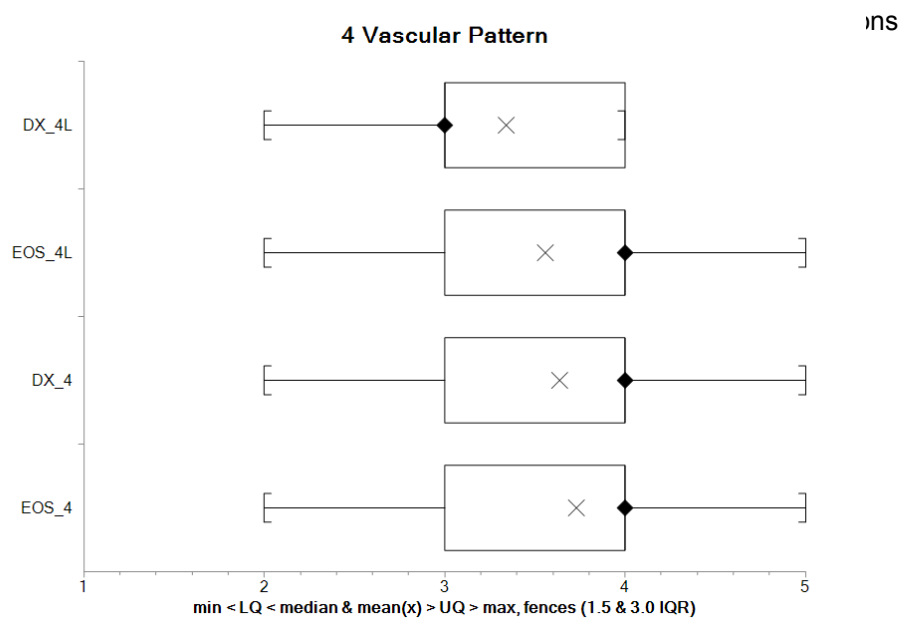 4 Vascular Pattern
DX_4L
EOS_4L
DX_4
EOS_4
1 2 3 4 5
min < LQ < median & mean(x) > UQ > max, fences (1.5 & 3.0 IQR)